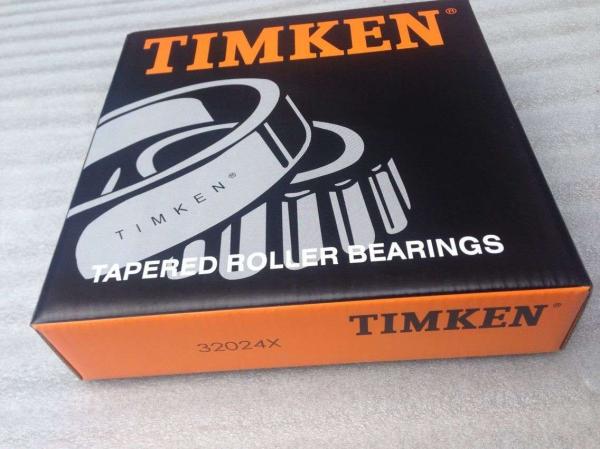 TIMKEN®
TIMKEN®
TAPERED ROLLER BEARINGS
32024X
TIMKEN®